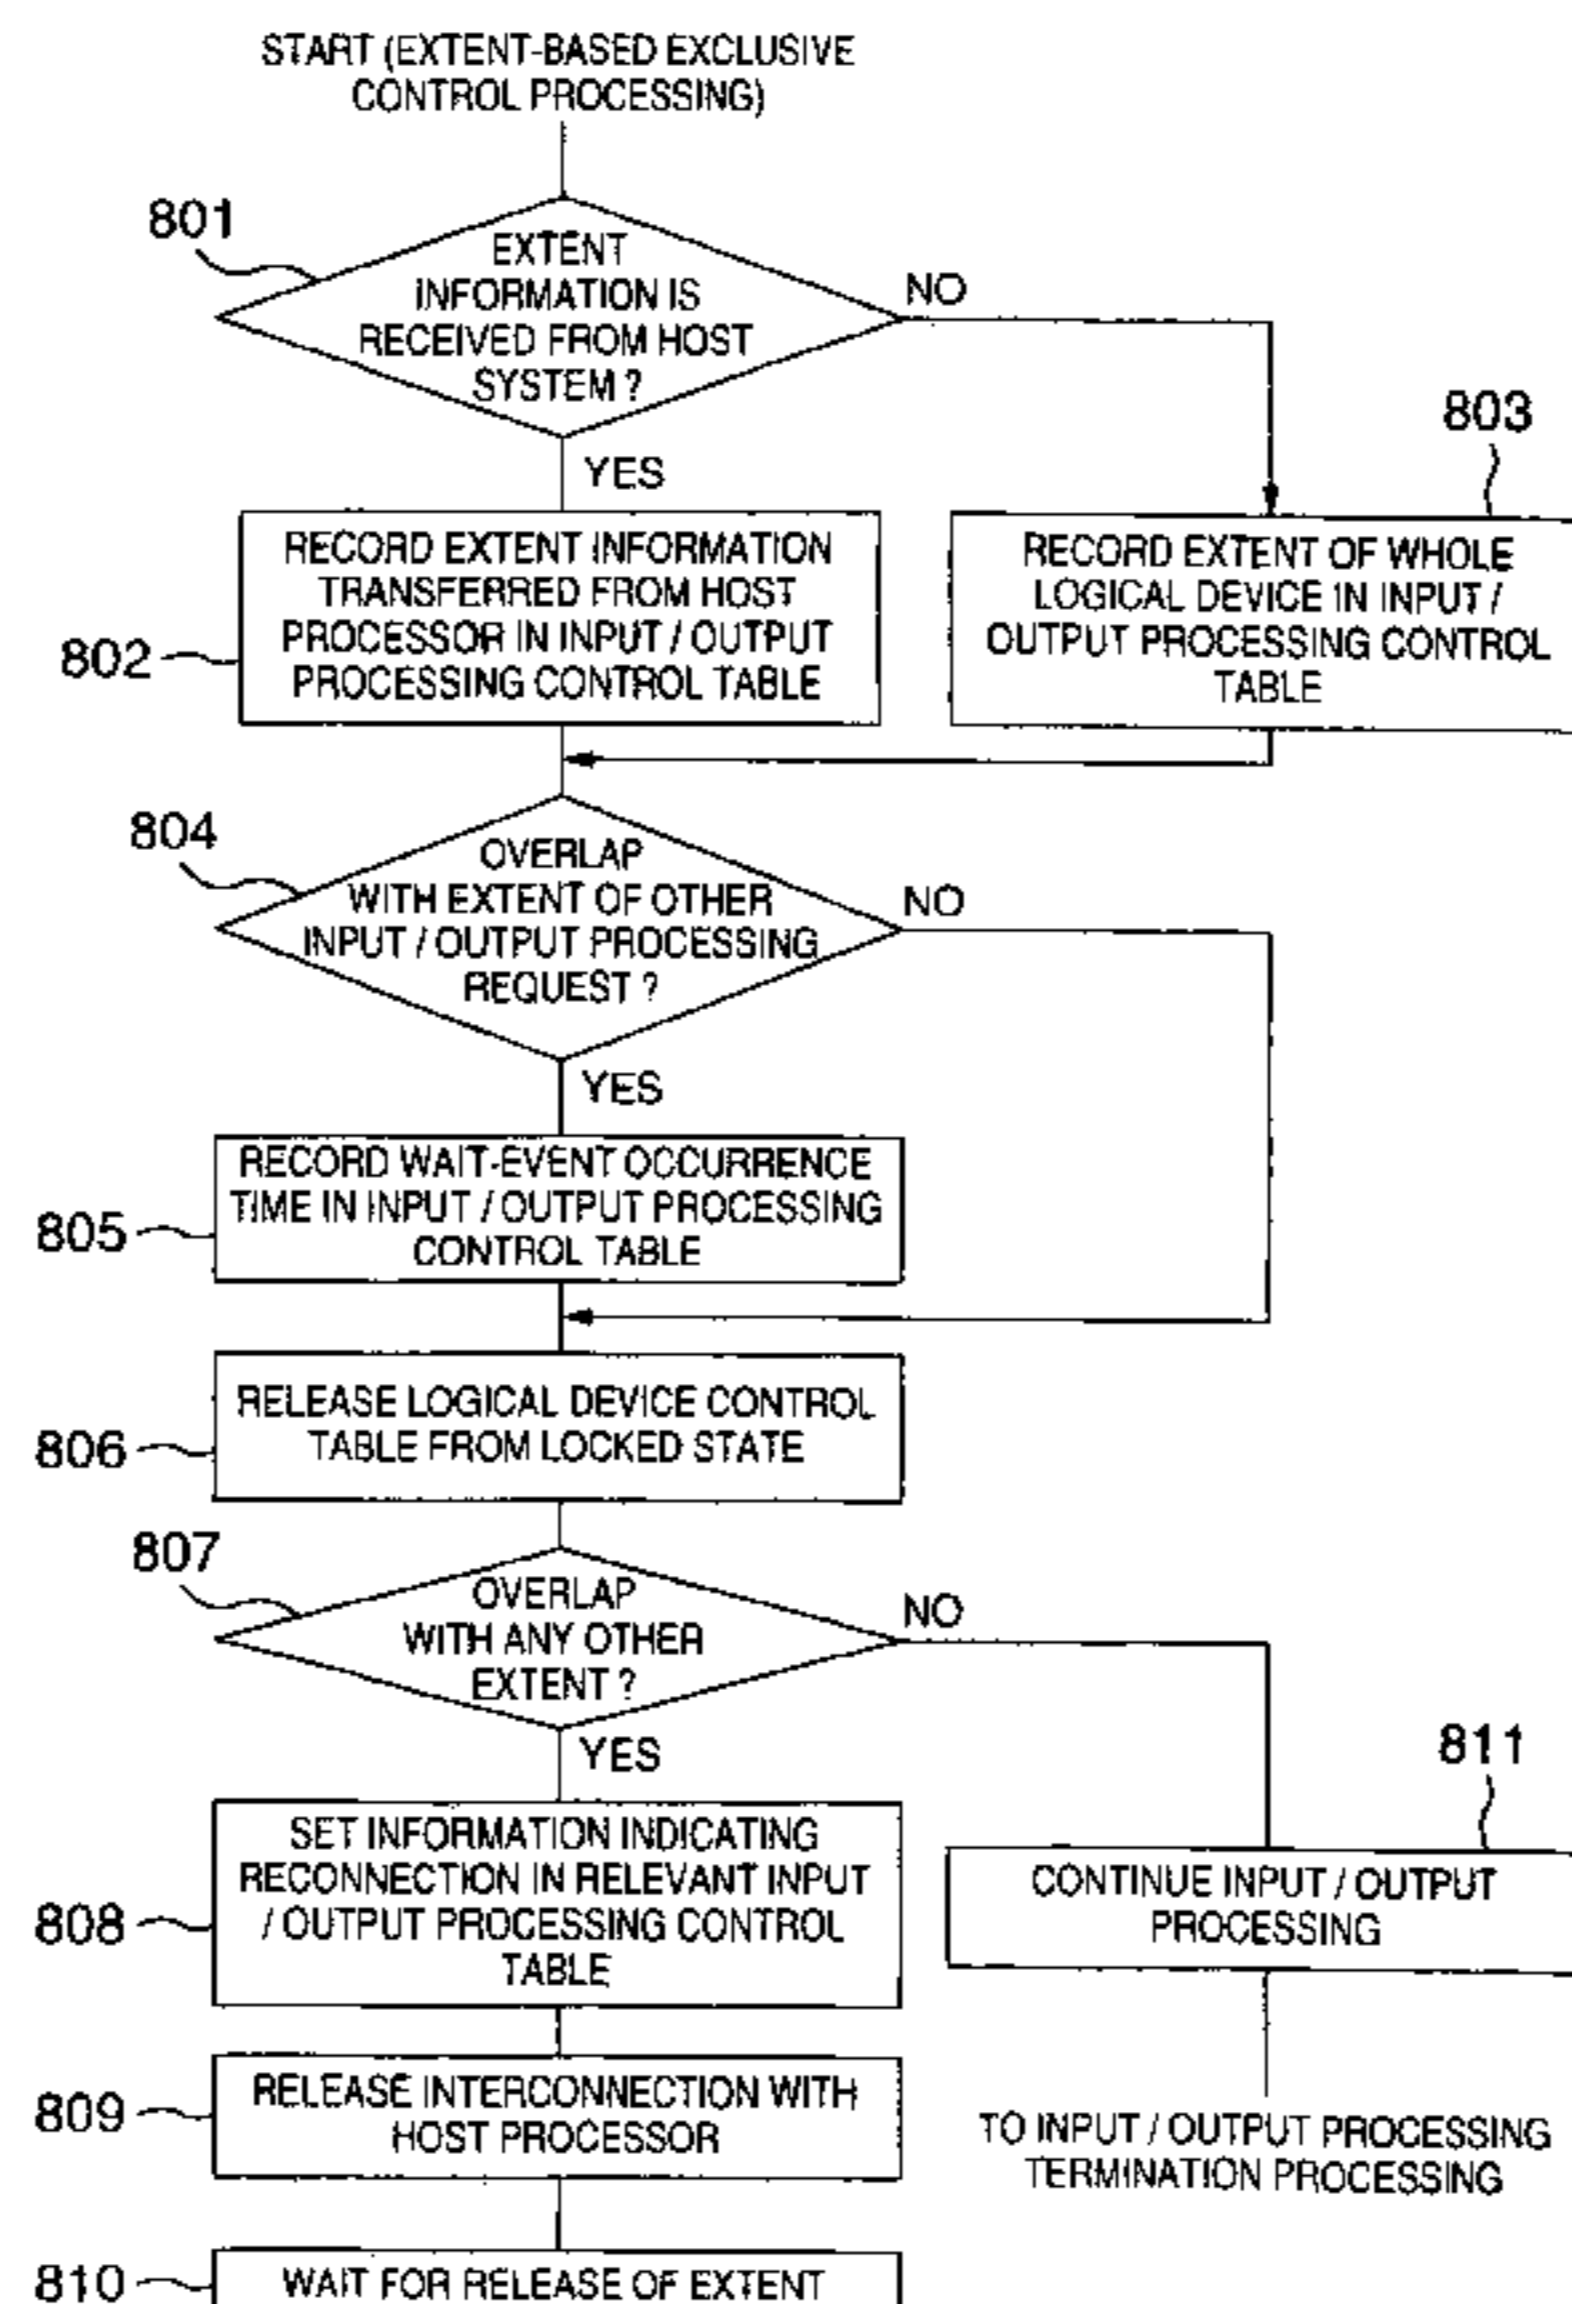 START (EXTENT-BASED EXCLUSIVE
CONTROL PROCESSING)
801
EXTENT
INFORMATION IS
RECEIVED FROM HOST
SYSTEM ?
NO
YES
803
802
RECORD EXTENT INFORMATION
TRANSFERRED FROM HOST
PROCESSOR IN INPUT / OUTPUT
PROCESSING CONTROL TABLE
RECORD EXTENT OF WHOLE
LOGICAL DEVICE IN INPUT /
OUTPUT PROCESSING CONTROL
TABLE
804
OVERLAP
WITH EXTENT OF OTHER
INPUT / OUTPUT PROCESSING
REQUEST ?
NO
YES
805
RECORD WAIT-EVENT OCCURRENCE
TIME IN INPUT / OUTPUT PROCESSING
CONTROL TABLE
806
RELEASE LOGICAL DEVICE CONTROL
TABLE FROM LOCKED STATE
807
OVERLAP
WITH ANY OTHER
EXTENT ?
NO
YES
811
808
SET INFORMATION INDICATING
RECONNECTION IN RELEVANT INPUT
/ OUTPUT PROCESSING CONTROL
TABLE
CONTINUE INPUT / OUTPUT
PROCESSING
809
RELEASE INTERCONNECTION WITH
HOST PROCESSOR
TO INPUT / OUTPUT PROCESSING
TERMINATION PROCESSING
810
WAIT FOR RELEASE OF EXTENT